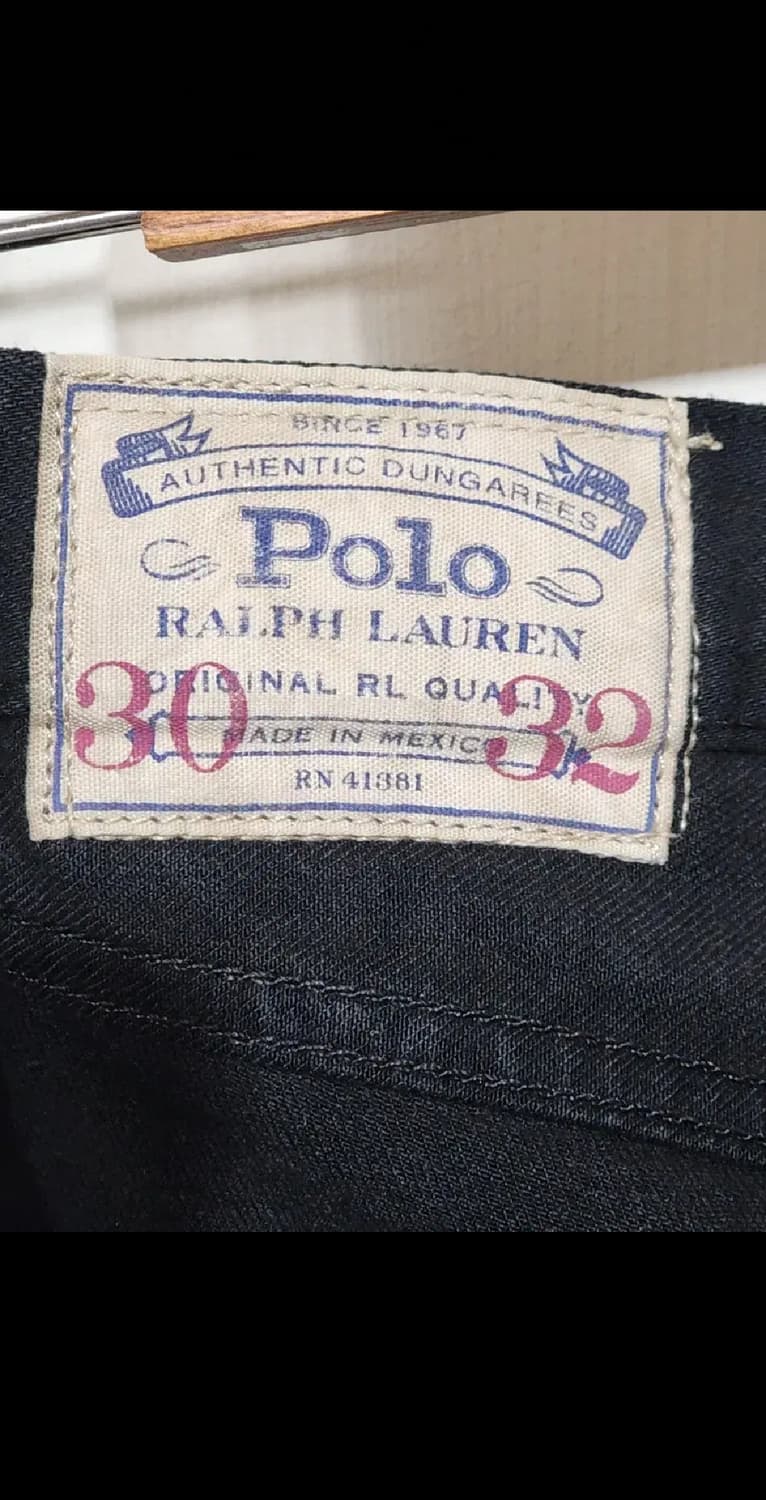 SINCE 1967
AUTHENTIC DUNGAREES
Polo
RALPH LAUREN
ORIGINAL RL QUALITY
30 32
MADE IN MEXICO
RN 41381